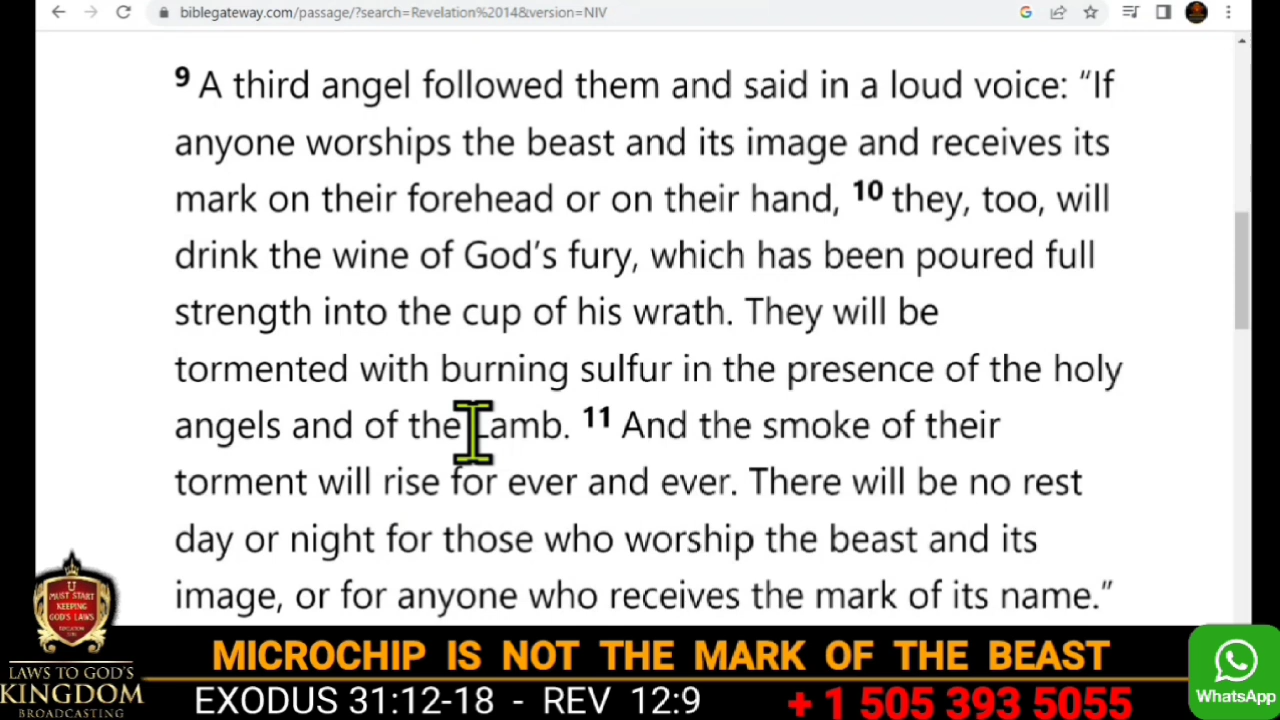 biblegateway.com/passage/?search=Revelation%2014&version=NIV
9 A third angel followed them and said in a loud voice: “If
anyone worships the beast and its image and receives its
mark on their forehead or on their hand, 10 they, too, will
drink the wine of God’s fury, which has been poured full
strength into the cup of his wrath. They will be
tormented with burning sulfur in the presence of the holy
angels and of the Lamb. 11 And the smoke of their
torment will rise for ever and ever. There will be no rest
day or night for those who worship the beast and its
image, or for anyone who receives the mark of its name.”
U
MUST START
KEEPING
GOD'S LAWS
LAWS TO GOD'S
KINGDOM
BROADCASTING
MICROCHIP IS NOT THE MARK OF THE BEAST
EXODUS 31:12-18 - REV 12:9
+ 1 505 393 5055
WhatsApp